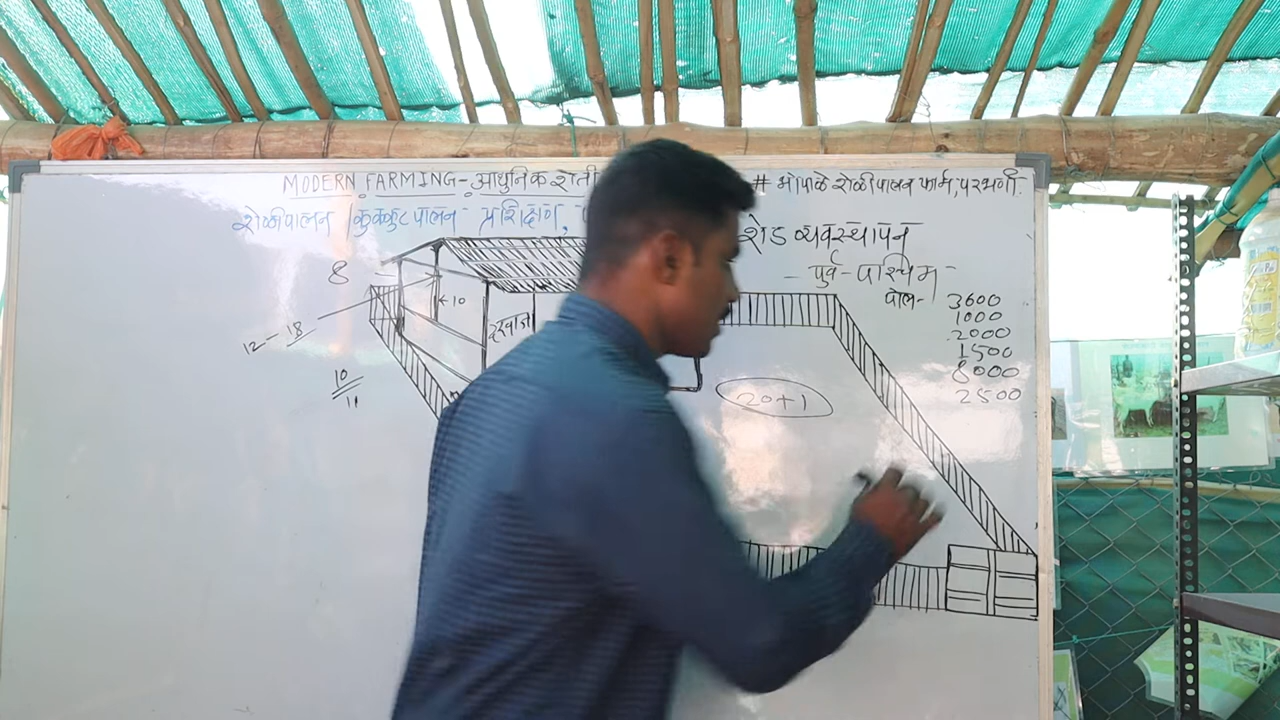 MODERN FARMING - आधुनिक शेती # भोपाळे शेळीपालन फार्म, परभणी.
शेळीपालन / कुक्कुटपालन प्रशिक्षण,
शेड व्यवस्थापन
- पुर्व - पश्चिम -
8
← 10
12 - 18
10
11
दरवाजा
20+1
पोल- 3600
1000
2000
1500
8000
2500